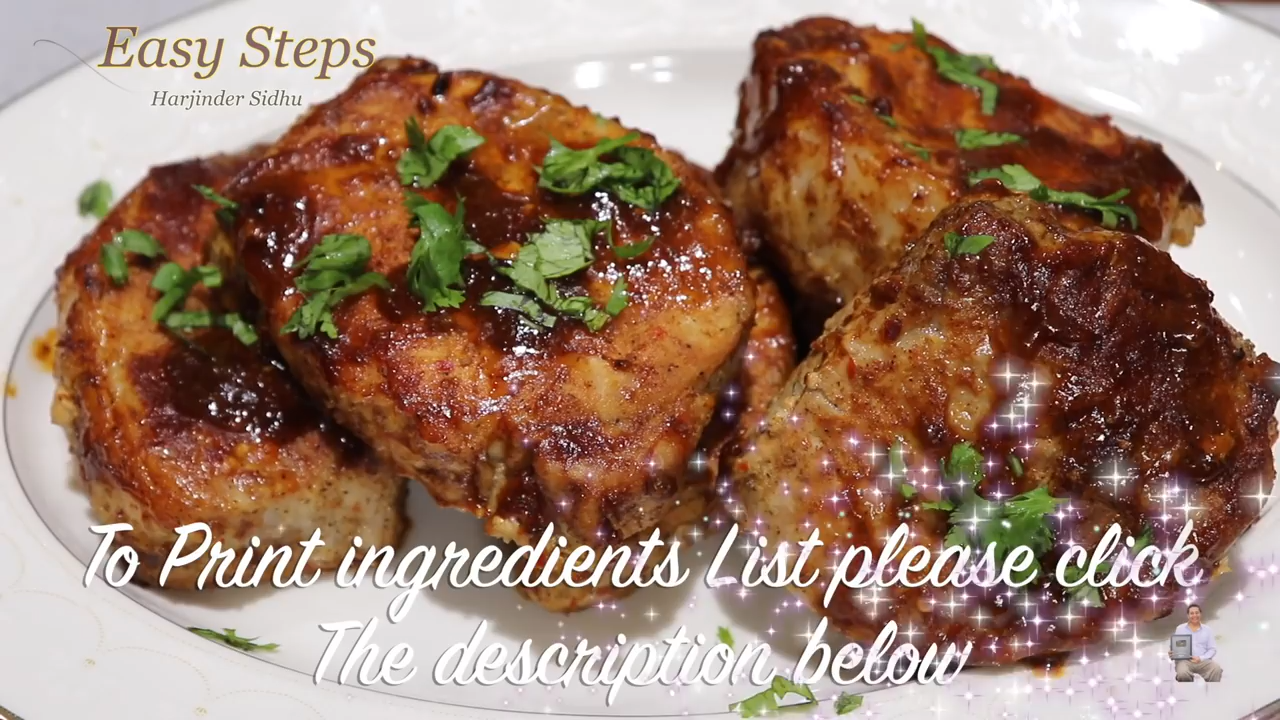 Easy Steps
Harjinder Sidhu
To Print ingredients List please click
The description below